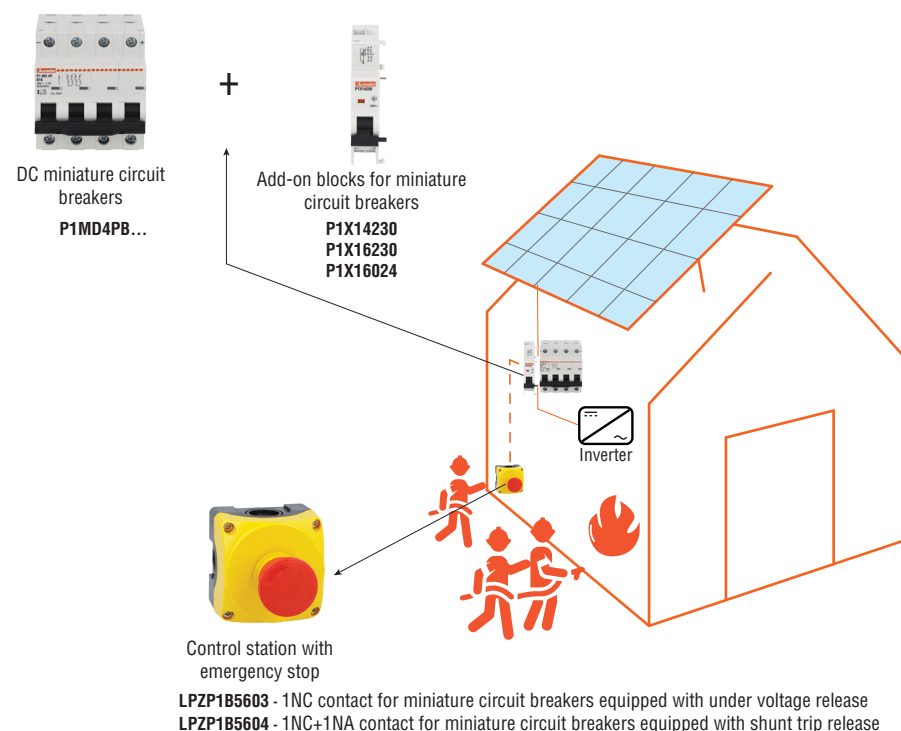 DC miniature circuit
breakers
P1MD4PB...
+
Add-on blocks for miniature
circuit breakers
P1X14230
P1X16230
P1X16024
Inverter
Control station with
emergency stop
LPZP1B5603 - 1NC contact for miniature circuit breakers equipped with under voltage release
LPZP1B5604 - 1NC+1NA contact for miniature circuit breakers equipped with shunt trip release